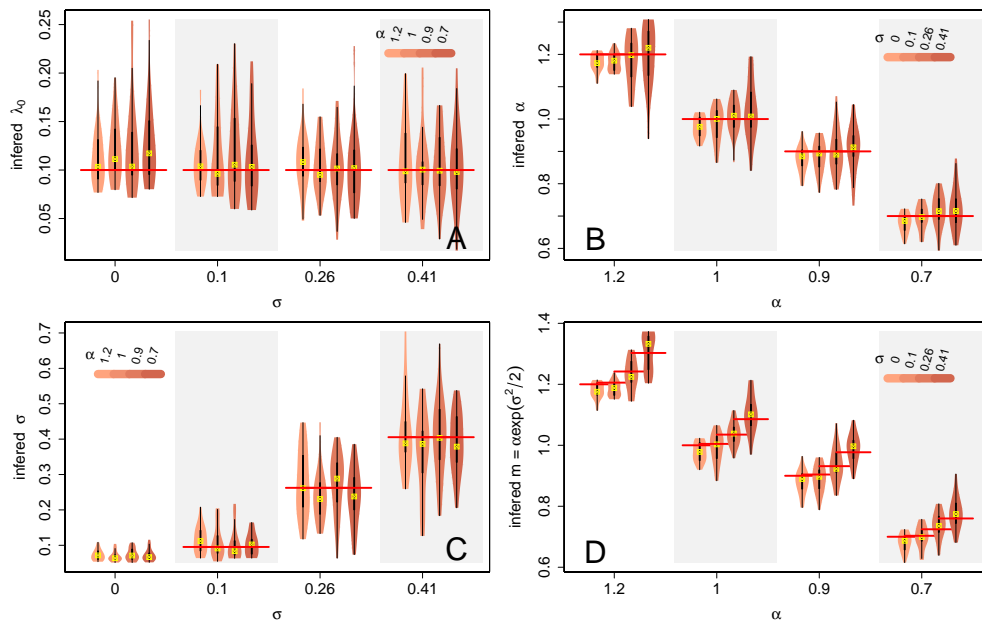 inferred λ0
0.05 0.10 0.15 0.20 0.25
α 1.2 1 0.9 0.7
A
0 0.1 0.26 0.41
σ
inferred α
0.6 0.8 1.0 1.2
σ 0 0.1 0.26 0.41
B
1.2 1 0.9 0.7
α
inferred σ
0.1 0.2 0.3 0.4 0.5 0.6 0.7
α 1.2 1 0.9 0.7
C
0 0.1 0.26 0.41
σ
inferred m = αexp(σ²/2)
0.6 0.8 1.0 1.2 1.4
σ 0 0.1 0.26 0.41
D
1.2 1 0.9 0.7
α